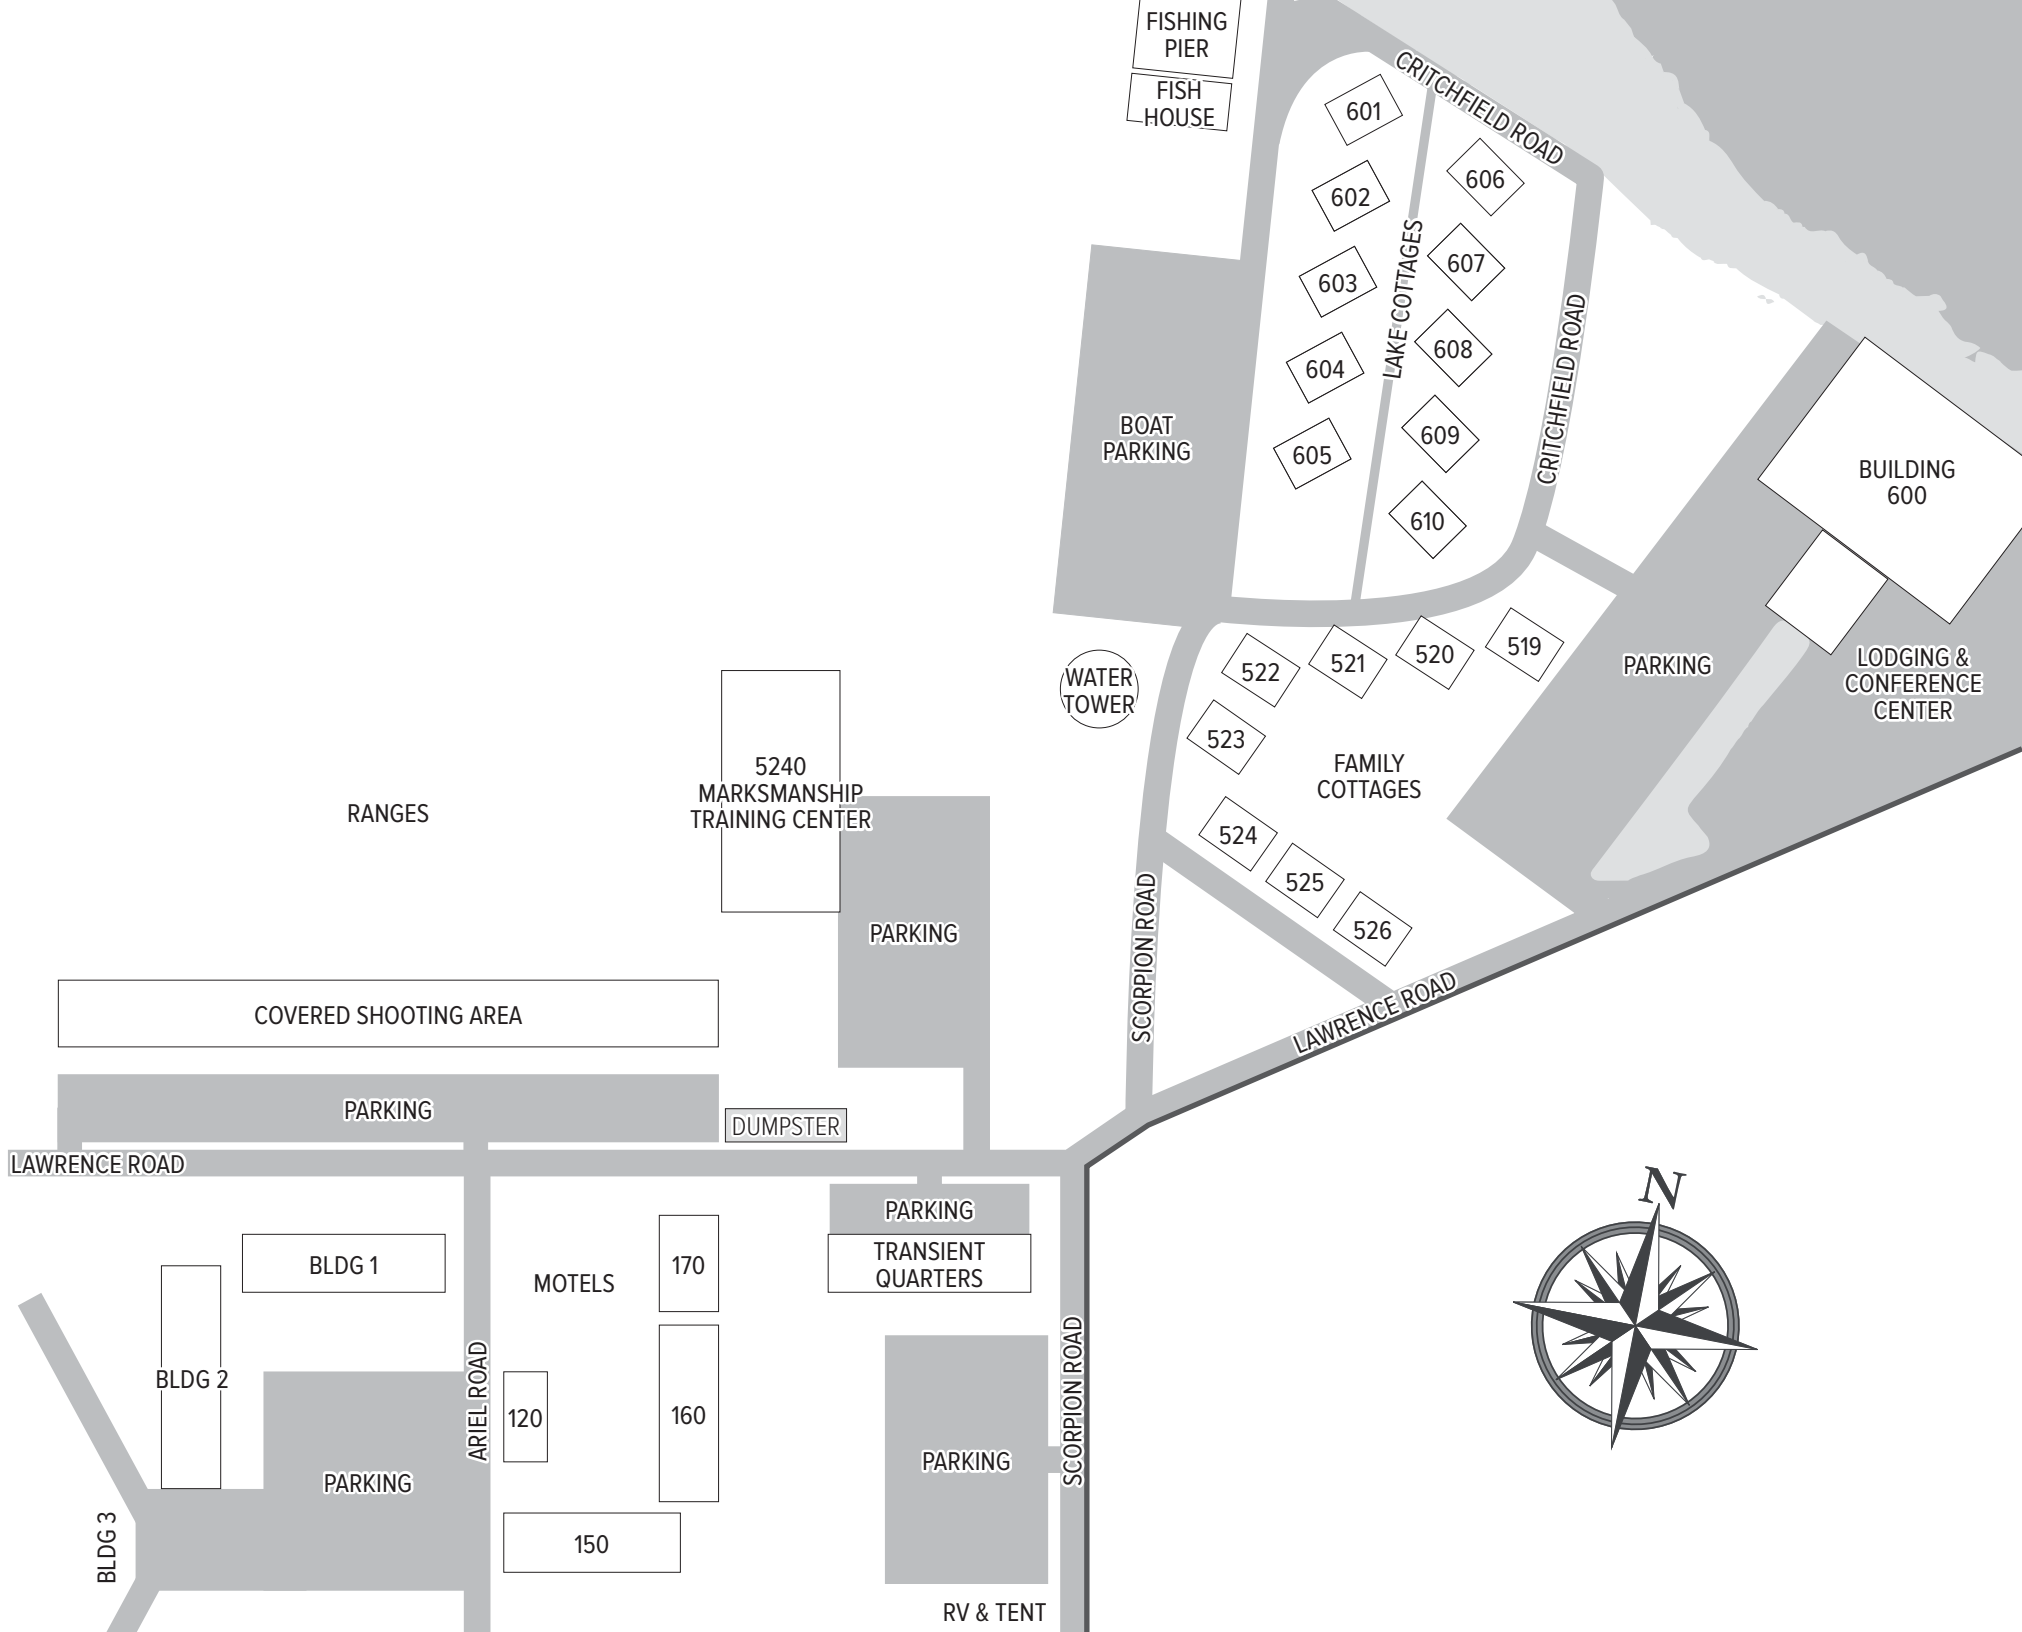 FISHING
PIER
FISH
HOUSE
CRITCHFIELD ROAD
601
602
603
604
605
LAKE COTTAGES
606
607
608
609
610
CRITCHFIELD ROAD
BOAT
PARKING
BUILDING
600
519
520
521
522
523
PARKING
LODGING &
CONFERENCE
CENTER
WATER
TOWER
FAMILY
COTTAGES
524
525
526
5240
MARKSMANSHIP
TRAINING CENTER
RANGES
PARKING
SCORPION ROAD
LAWRENCE ROAD
COVERED SHOOTING AREA
PARKING
DUMPSTER
LAWRENCE ROAD
PARKING
TRANSIENT
QUARTERS
BLDG 1
MOTELS
170
BLDG 2
ARIEL ROAD
120
160
SCORPION ROAD
PARKING
PARKING
BLDG 3
150
RV & TENT
N